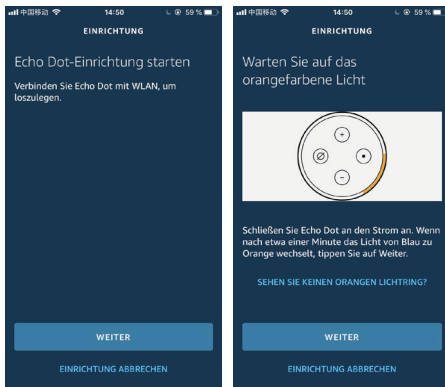 中国移动 14:50 59 %
EINRICHTUNG
Echo Dot-Einrichtung starten
Verbinden Sie Echo Dot mit WLAN, um
loszulegen.
WEITER
EINRICHTUNG ABBRECHEN
中国移动 14:50 59 %
EINRICHTUNG
Warten Sie auf das
orangefarbene Licht
Schließen Sie Echo Dot an den Strom an. Wenn
nach etwa einer Minute das Licht von Blau zu
Orange wechselt, tippen Sie auf Weiter.
SEHEN SIE KEINEN ORANGEN LICHTRING?
WEITER
EINRICHTUNG ABBRECHEN